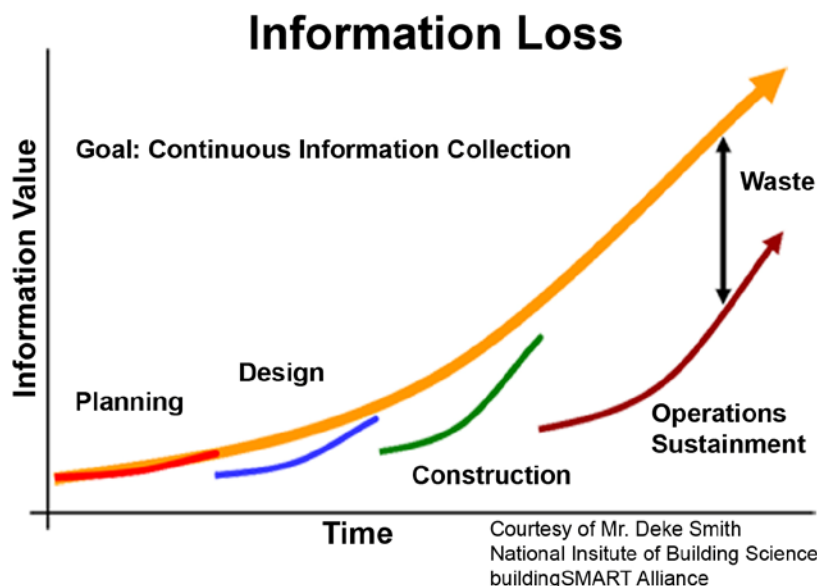 Information Loss
Goal: Continuous Information Collection
Waste
Information Value
Design
Planning
Operations
Sustainment
Construction
Time
Courtesy of Mr. Deke Smith
National Insitute of Building Science
buildingSMART Alliance